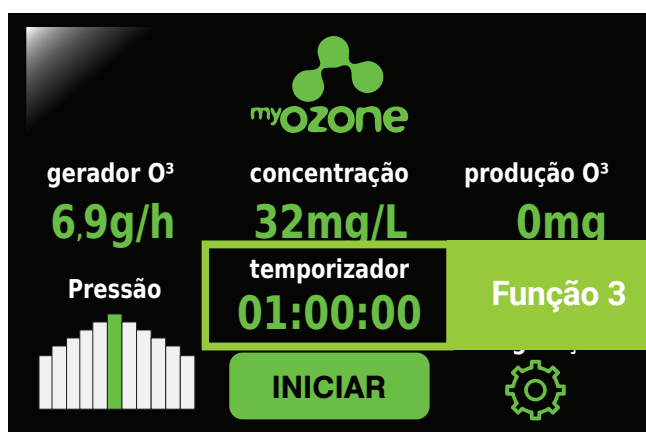 myozone
gerador O³
concentração
produção O³
6,9g/h
32mg/L
0mg
Pressão
temporizador
01:00:00
Função 3
INICIAR